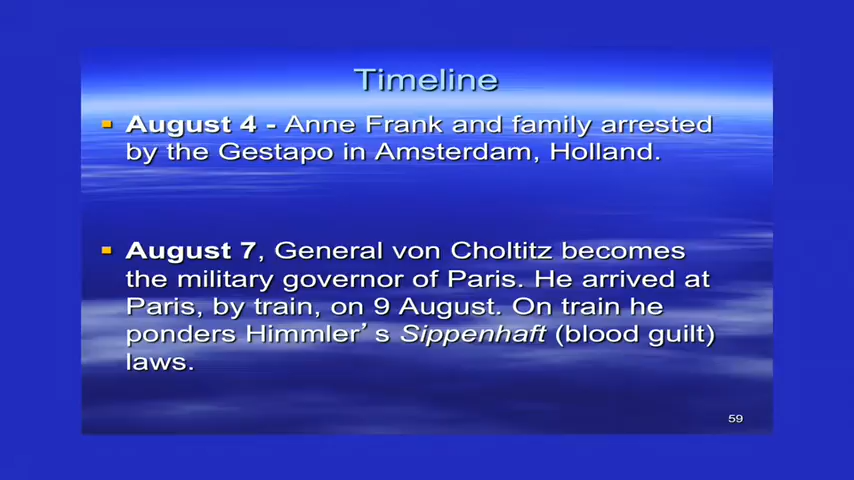 Timeline
August 4 - Anne Frank and family arrested
by the Gestapo in Amsterdam, Holland.
August 7, General von Choltitz becomes
the military governor of Paris. He arrived at
Paris, by train, on 9 August. On train he
ponders Himmler’s Sippenhaft (blood guilt)
laws.
59